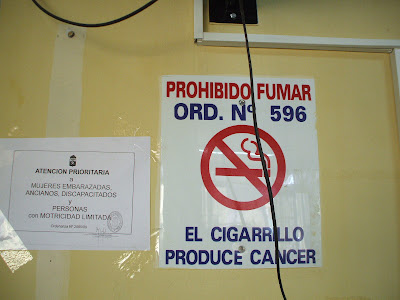 PROHIBIDO FUMAR
ORD. Nº 596
EL CIGARRILLO
PRODUCE CANCER
ATENCION PRIORITARIA
a
MUJERES EMBARAZADAS,
ANCIANOS, DISCAPACITADOS
y
PERSONAS
con MOTRICIDAD LIMITADA